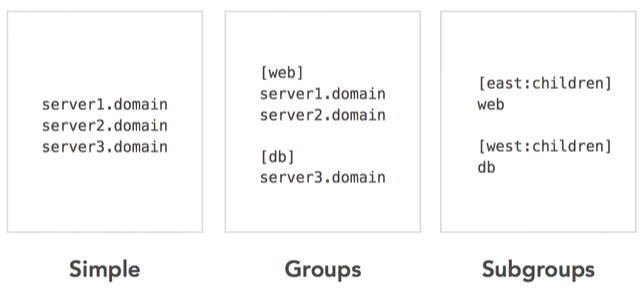 server1.domain
server2.domain
server3.domain
Simple
[web]
server1.domain
server2.domain
[db]
server3.domain
Groups
[east:children]
web
[west:children]
db
Subgroups